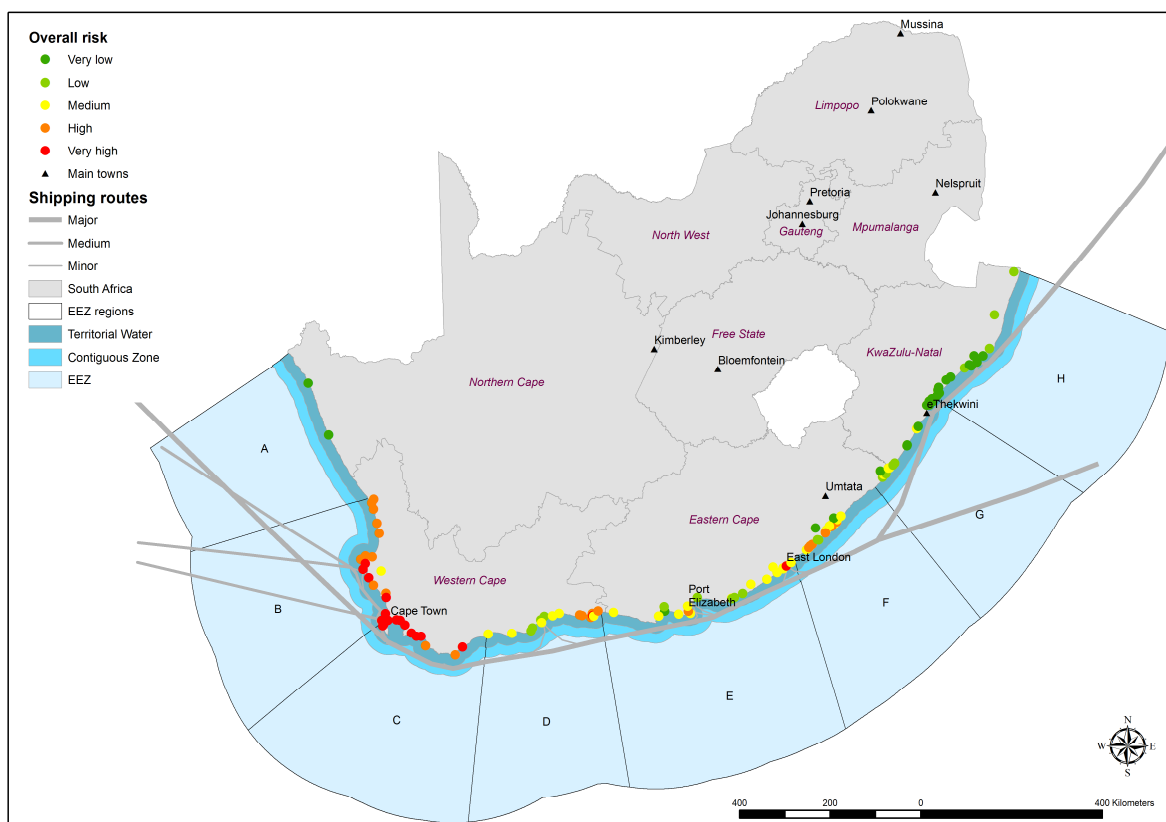 Overall risk
Very low
Low
Medium
High
Very high
Main towns
Shipping routes
Major
Medium
Minor
South Africa
EEZ regions
Territorial Water
Contiguous Zone
EEZ
Mussina
Limpopo
Polokwane
Nelspruit
Pretoria
Johannesburg
Gauteng
Mpumalanga
North West
Kimberley
Free State
Bloemfontein
KwaZulu-Natal
Northern Cape
eThekwini
H
A
Umtata
Eastern Cape
G
East London
Western Cape
Port
Elizabeth
Cape Town
B
F
E
C
D
N
W
E
S
400
200
0
400 Kilometers